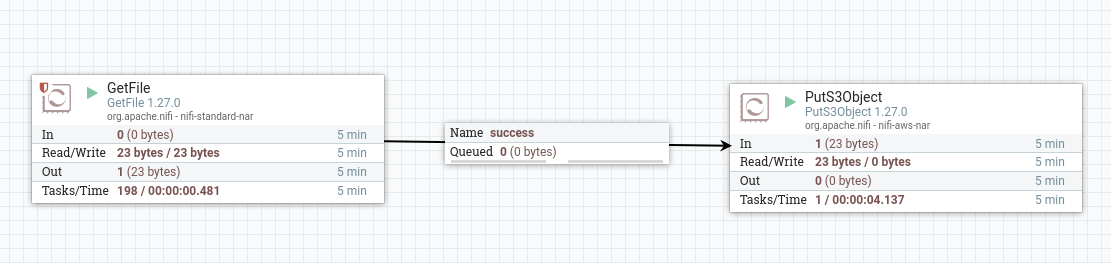 GetFile
GetFile 1.27.0
org.apache.nifi - nifi-standard-nar
In 0 (0 bytes) 5 min
Read/Write 23 bytes / 23 bytes 5 min
Out 1 (23 bytes) 5 min
Tasks/Time 198 / 00:00:00.481 5 min
Name success
Queued 0 (0 bytes)
PutS3Object
PutS3Object 1.27.0
org.apache.nifi - nifi-aws-nar
In 1 (23 bytes) 5 min
Read/Write 23 bytes / 0 bytes 5 min
Out 0 (0 bytes) 5 min
Tasks/Time 1 / 00:00:04.137 5 min